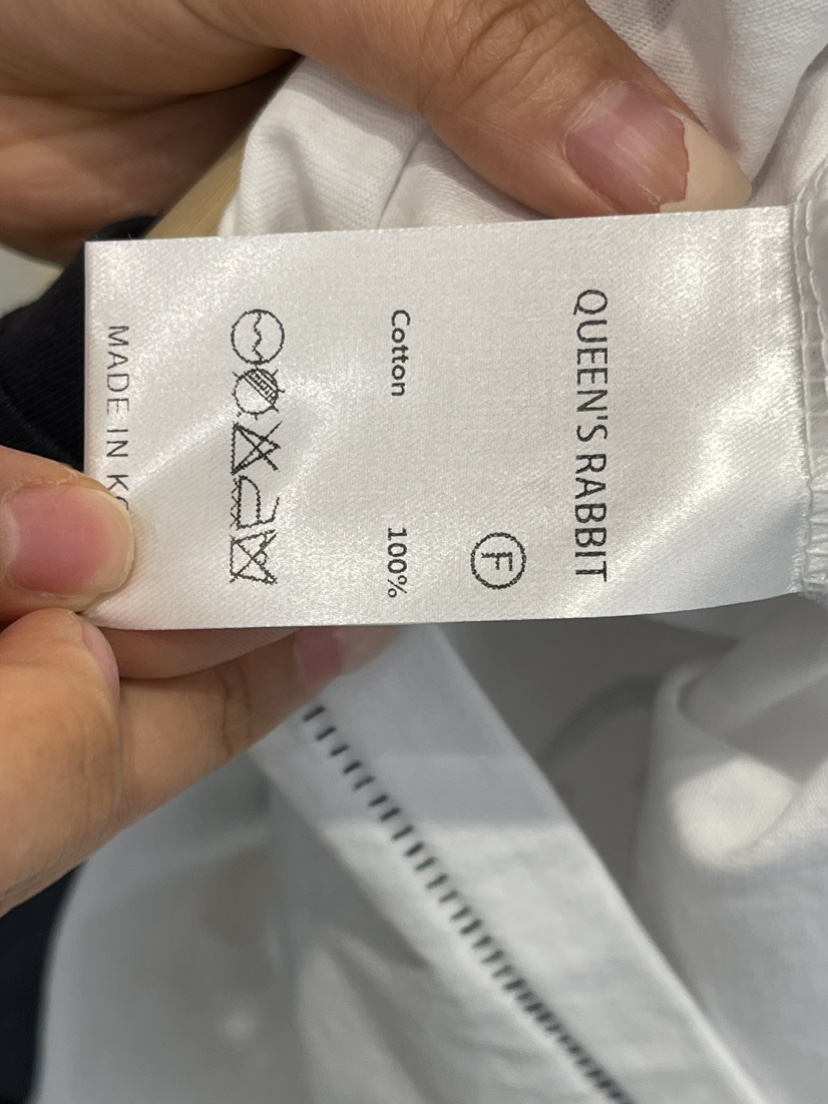 QUEEN'S RABBIT
F
Cotton 100%
MADE IN